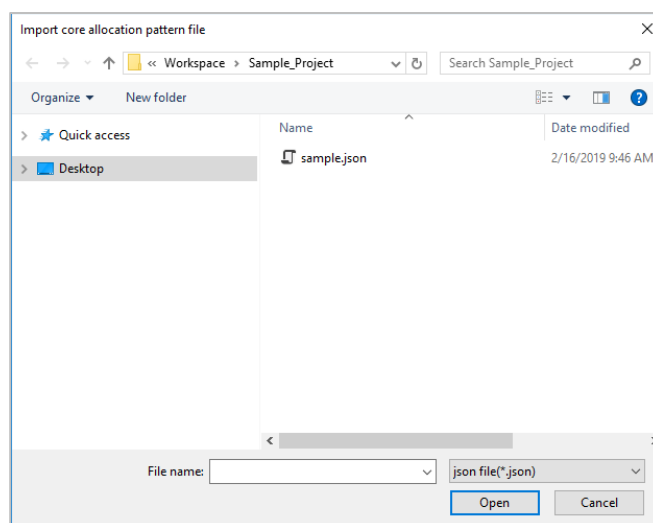 Import core allocation pattern file
« Workspace > Sample_Project
Search Sample_Project
Organize
New folder
Quick access
Desktop
Name
Date modified
sample.json
2/16/2019 9:46 AM
File name:
json file(*.json)
Open
Cancel